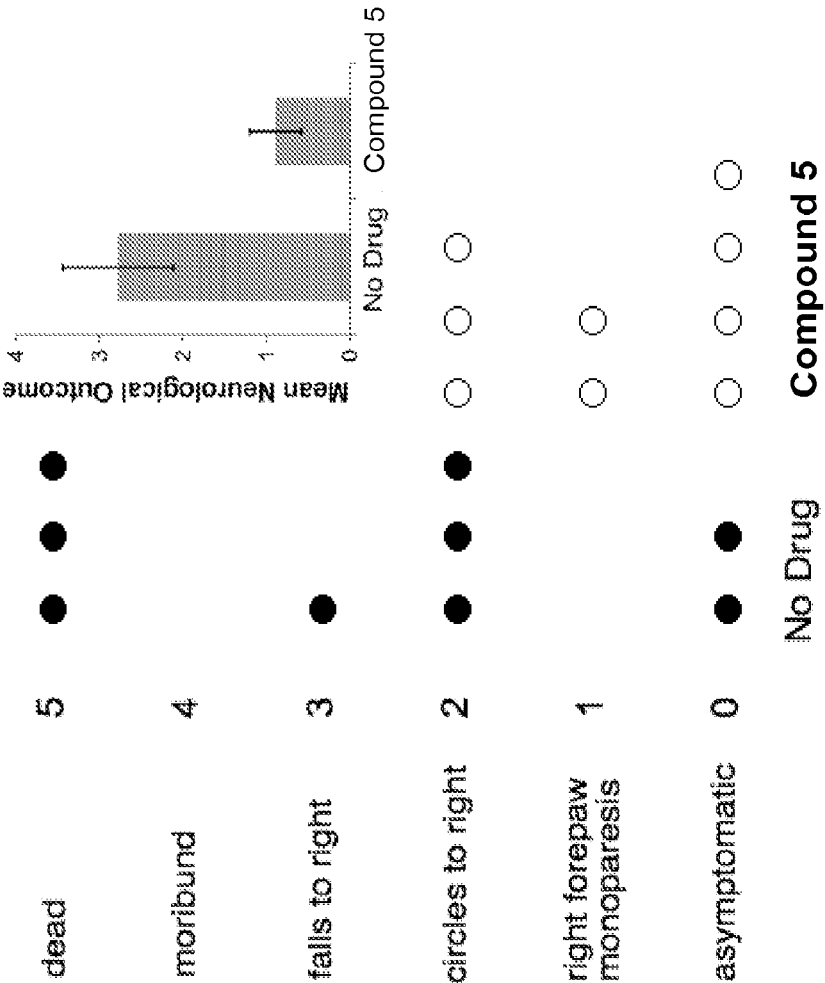 dead 5
moribund 4
falls to right 3
circles to right 2
right forepaw
monoparesis 1
asymptomatic 0
No Drug Compound 5
Mean Neurological Outcome
4
3
2
1
0
No Drug Compound 5